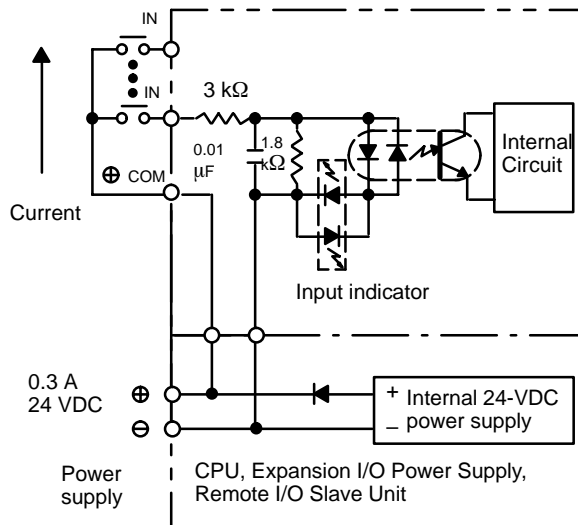 IN
IN
3 kΩ
0.01
µF
1.8
kΩ
Internal
Circuit
⊕ COM
Current
Input indicator
0.3 A
24 VDC
⊕
⊖
+
–
Internal 24-VDC
power supply
Power
supply
CPU, Expansion I/O Power Supply,
Remote I/O Slave Unit